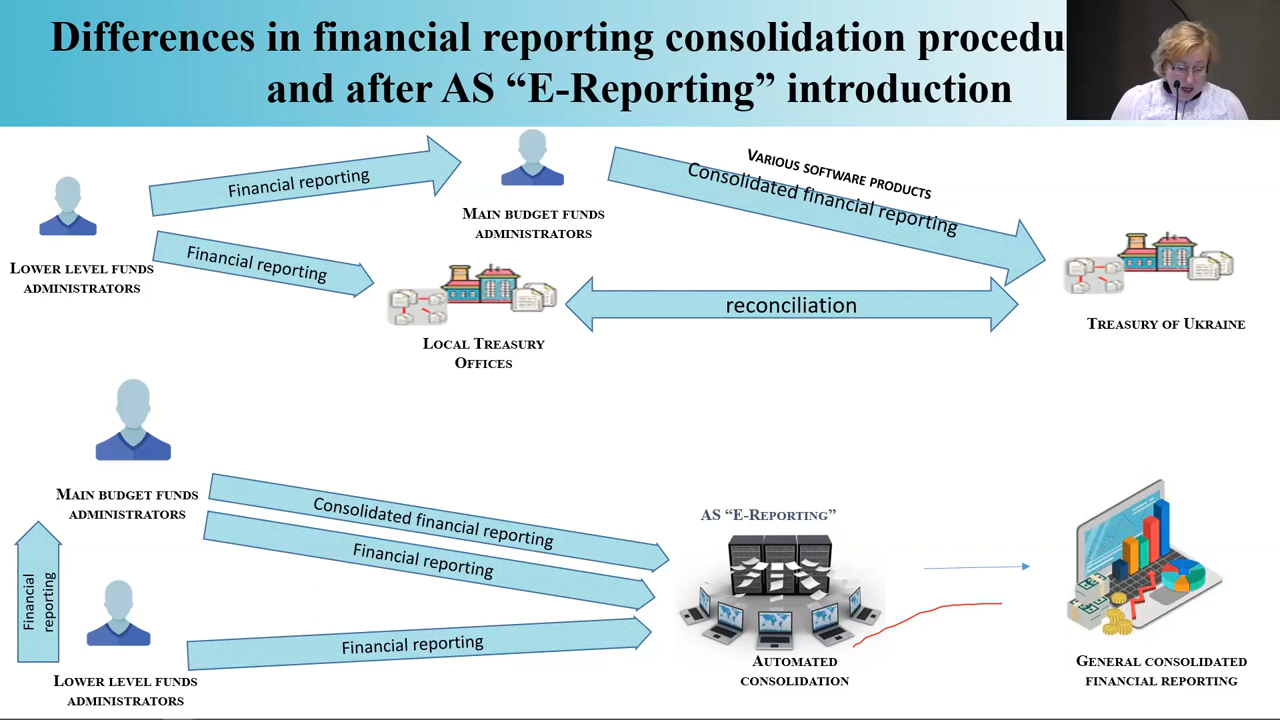 Differences in financial reporting consolidation procedu
and after AS “E-Reporting” introduction
Financial reporting
Main budget funds
administrators
Various software products
Consolidated financial reporting
Lower level funds
administrators
Financial reporting
Local Treasury
Offices
reconciliation
Treasury of Ukraine
Main budget funds
administrators
Consolidated financial reporting
Financial reporting
AS “E-Reporting”
Financial
reporting
Lower level funds
administrators
Financial reporting
Automated
consolidation
General consolidated
financial reporting